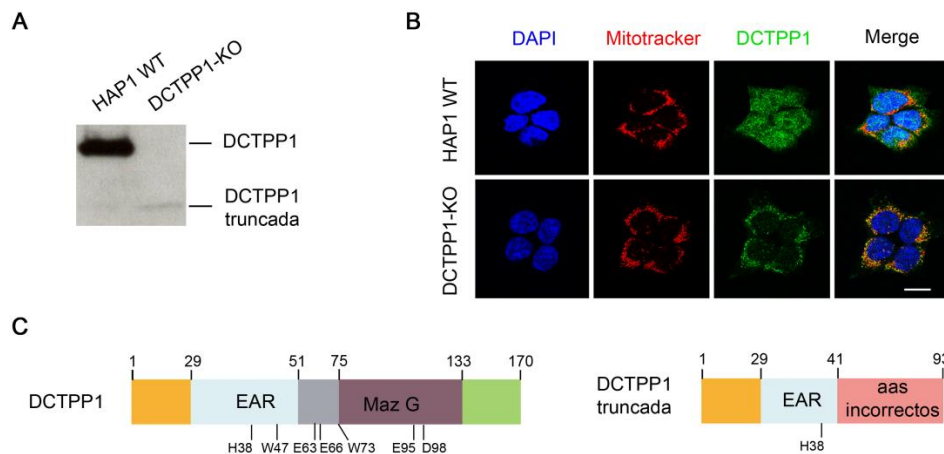 A
HAP1 WT
DCTPP1-KO
DCTPP1
DCTPP1
truncada
B
DAPI
Mitotracker
DCTPP1
Merge
HAP1 WT
DCTPP1-KO
C
1 29 51 75 133 170
DCTPP1
EAR
Maz G
H38 W47 E63 E66 W73 E95 D98
1 29 41 93
DCTPP1
truncada
EAR
aas
incorrectos
H38